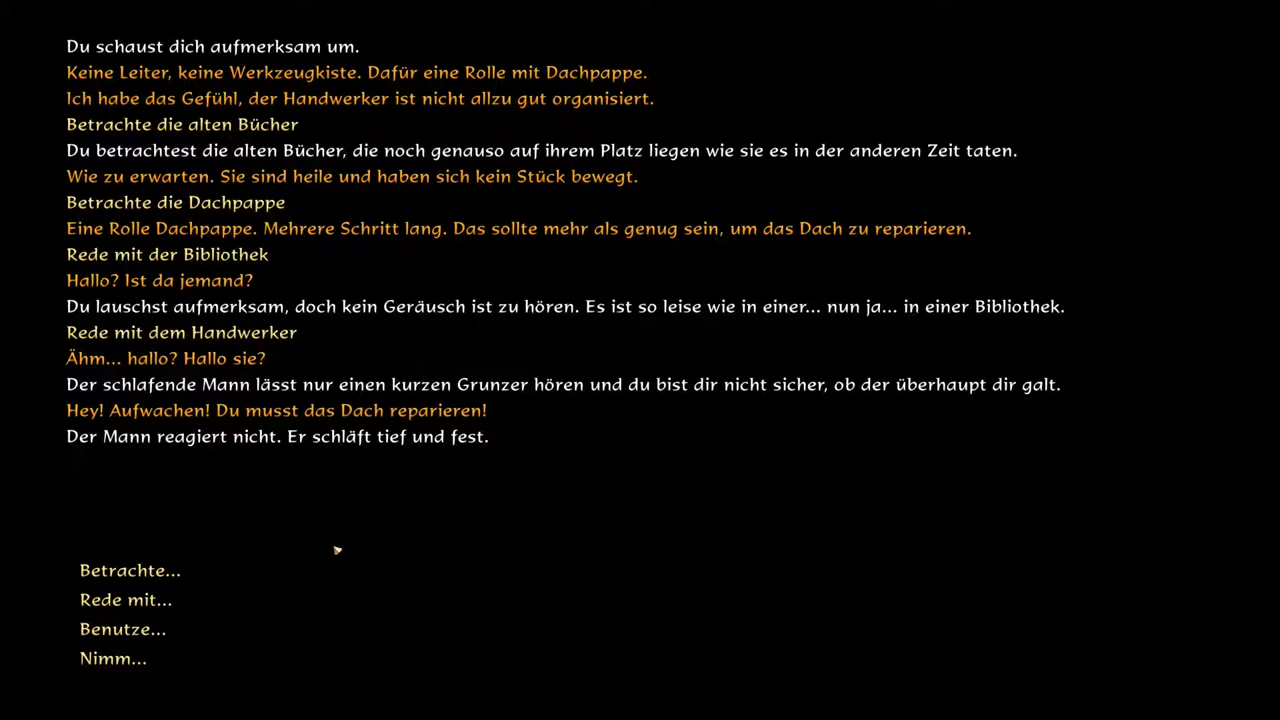 Du schaust dich aufmerksam um.
Keine Leiter, keine Werkzeugkiste. Dafür eine Rolle mit Dachpappe.
Ich habe das Gefühl, der Handwerker ist nicht allzu gut organisiert.
Betrachte die alten Bücher
Du betrachtest die alten Bücher, die noch genauso auf ihrem Platz liegen wie sie es in der anderen Zeit taten.
Wie zu erwarten. Sie sind heile und haben sich kein Stück bewegt.
Betrachte die Dachpappe
Eine Rolle Dachpappe. Mehrere Schritt lang. Das sollte mehr als genug sein, um das Dach zu reparieren.
Rede mit der Bibliothek
Hallo? Ist da jemand?
Du lauschst aufmerksam, doch kein Geräusch ist zu hören. Es ist so leise wie in einer... nun ja... in einer Bibliothek.
Rede mit dem Handwerker
Ähm... hallo? Hallo sie?
Der schlafende Mann lässt nur einen kurzen Grunzer hören und du bist dir nicht sicher, ob der überhaupt dir galt.
Hey! Aufwachen! Du musst das Dach reparieren!
Der Mann reagiert nicht. Er schläft tief und fest.
Betrachte...
Rede mit...
Benutze...
Nimm...